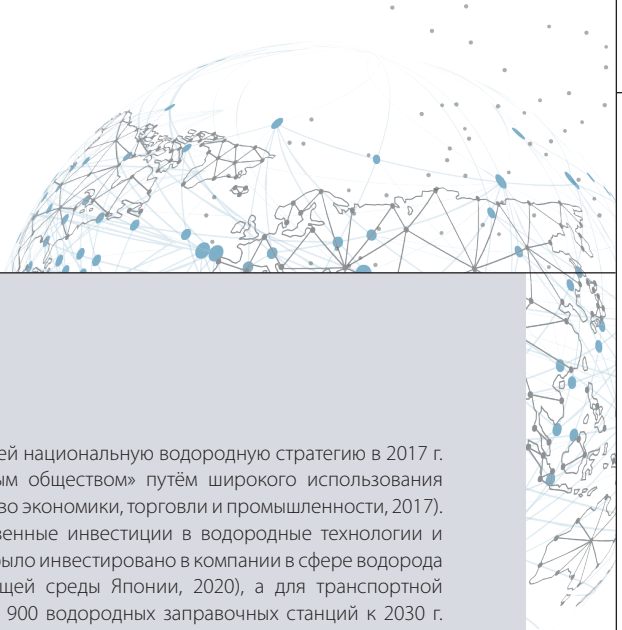 ей национальную водородную стратегию в 2017 г.
ым обществом» путём широкого использования
во экономики, торговли и промышленности, 2017).
венные инвестиции в водородные технологии и
было инвестировано в компании в сфере водорода
щей среды Японии, 2020), а для транспортной
900 водородных заправочных станций к 2030 г.